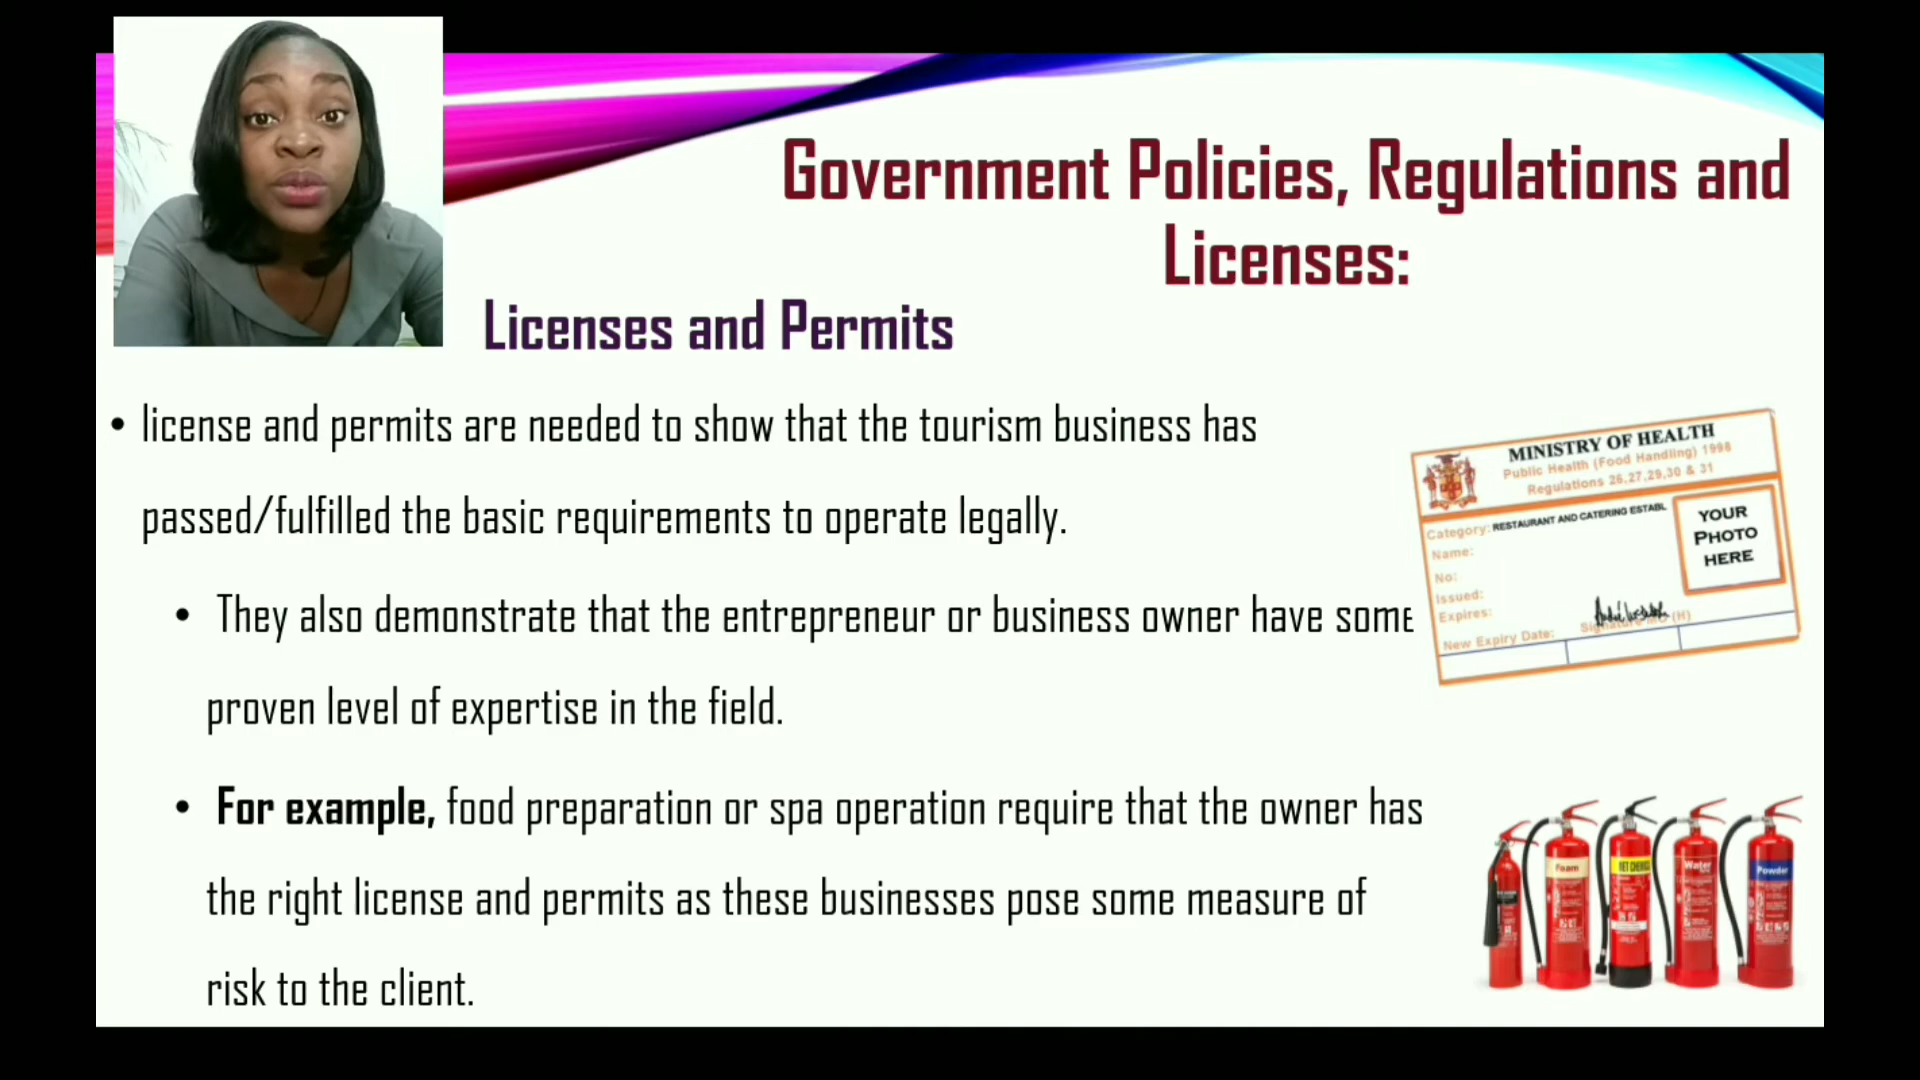 Government Policies, Regulations and
Licenses:
Licenses and Permits
• license and permits are needed to show that the tourism business has
passed/fulfilled the basic requirements to operate legally.
• They also demonstrate that the entrepreneur or business owner have some
proven level of expertise in the field.
• For example, food preparation or spa operation require that the owner has
the right license and permits as these businesses pose some measure of
risk to the client.
MINISTRY OF HEALTH
Public Health (Food Handling) 1998
Regulations 26,27,29,30 & 31
Category: RESTAURANT AND CATERING ESTABL
Name:
No:
Issued:
Expires:
New Expiry Date:
(H)
YOUR
PHOTO
HERE
Foam
WET CHEMICAL
Water
Powder